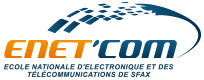 ENET'COM
ECOLE NATIONALE D'ELECTRONIQUE ET DES
TÉLÉCOMMUNICATIONS DE SFAX